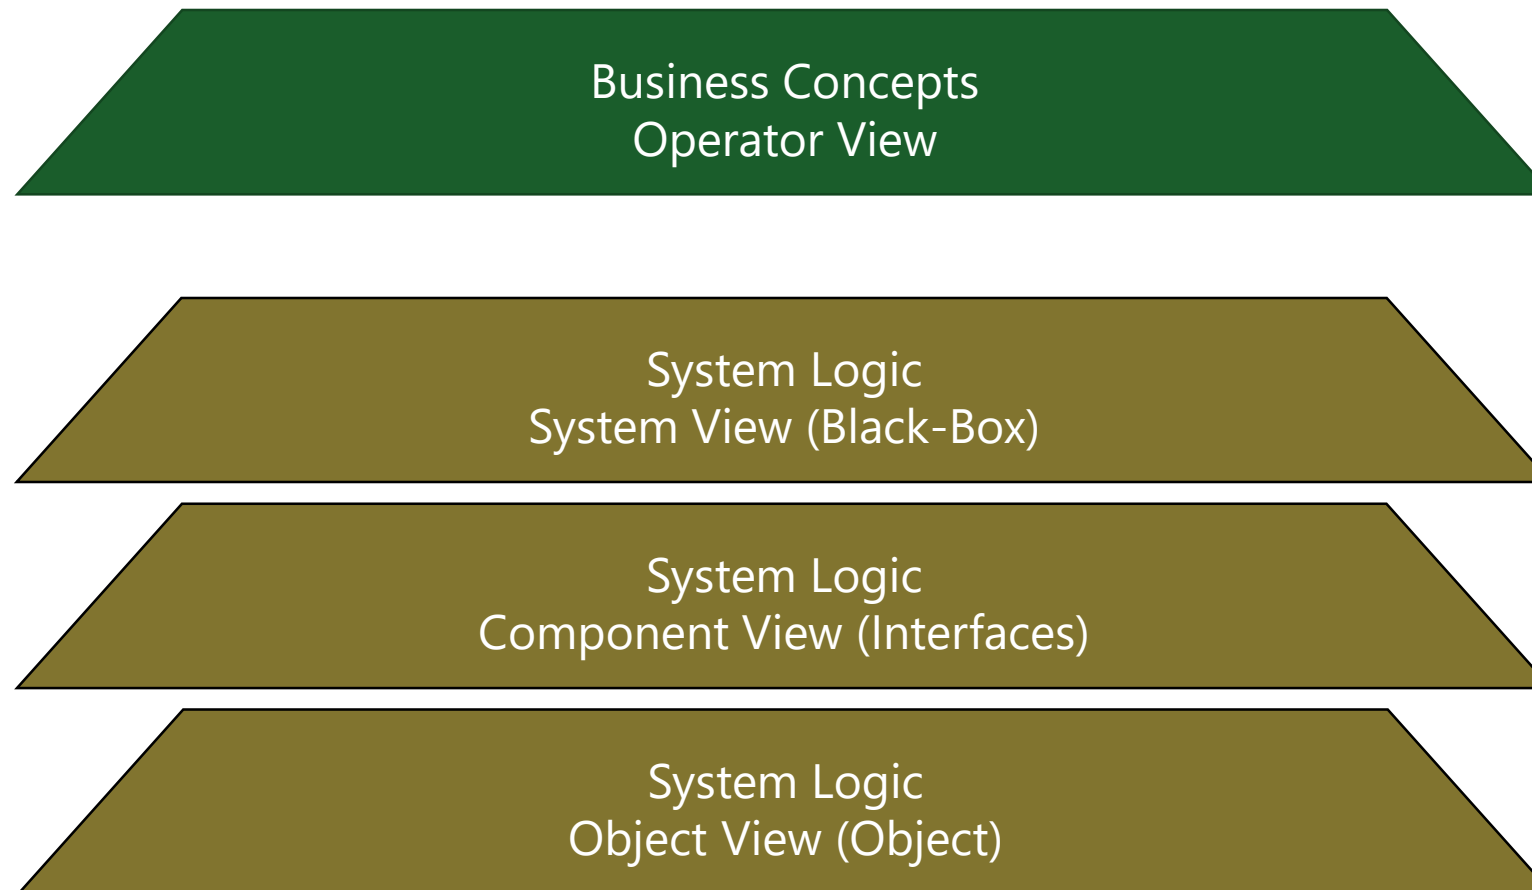 Business Concepts
Operator View
System Logic
System View (Black-Box)
System Logic
Component View (Interfaces)
System Logic
Object View (Object)